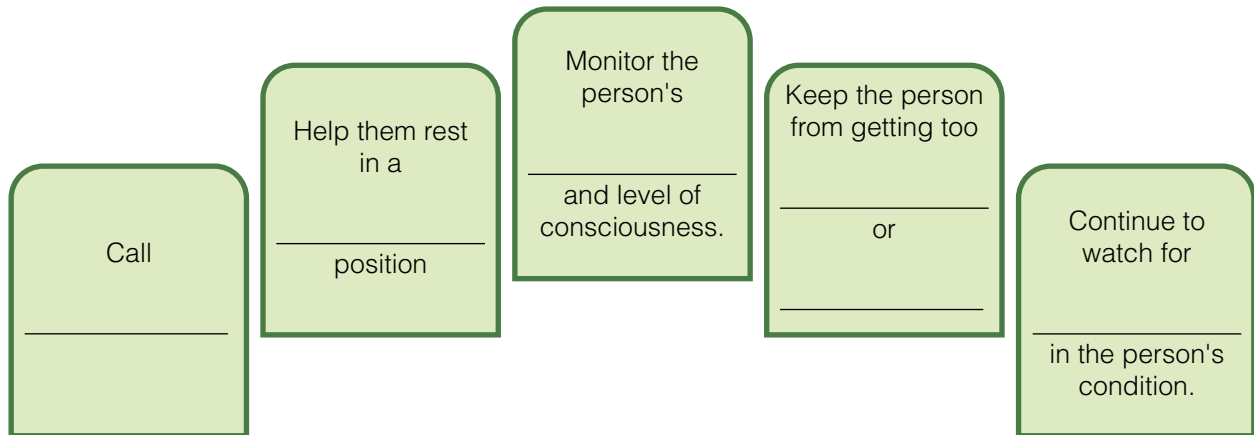 Call
Help them rest
in a
position
Monitor the
person's
and level of
consciousness.
Keep the person
from getting too
or
Continue to
watch for
in the person's
condition.